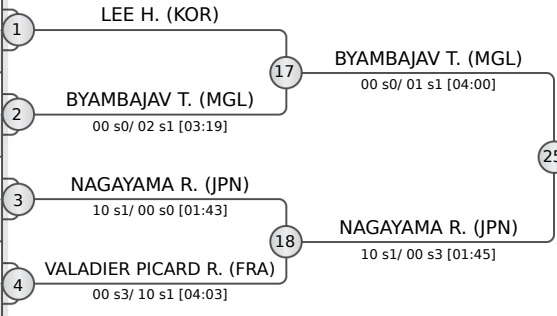 LEE H. (KOR)
1
17
BYAMBAJAV T. (MGL)
00 s0/ 01 s1 [04:00]
BYAMBAJAV T. (MGL)
2
00 s0/ 02 s1 [03:19]
25
NAGAYAMA R. (JPN)
3
10 s1/ 00 s0 [01:43]
18
NAGAYAMA R. (JPN)
10 s1/ 00 s3 [01:45]
VALADIER PICARD R. (FRA)
4
00 s3/ 10 s1 [04:03]